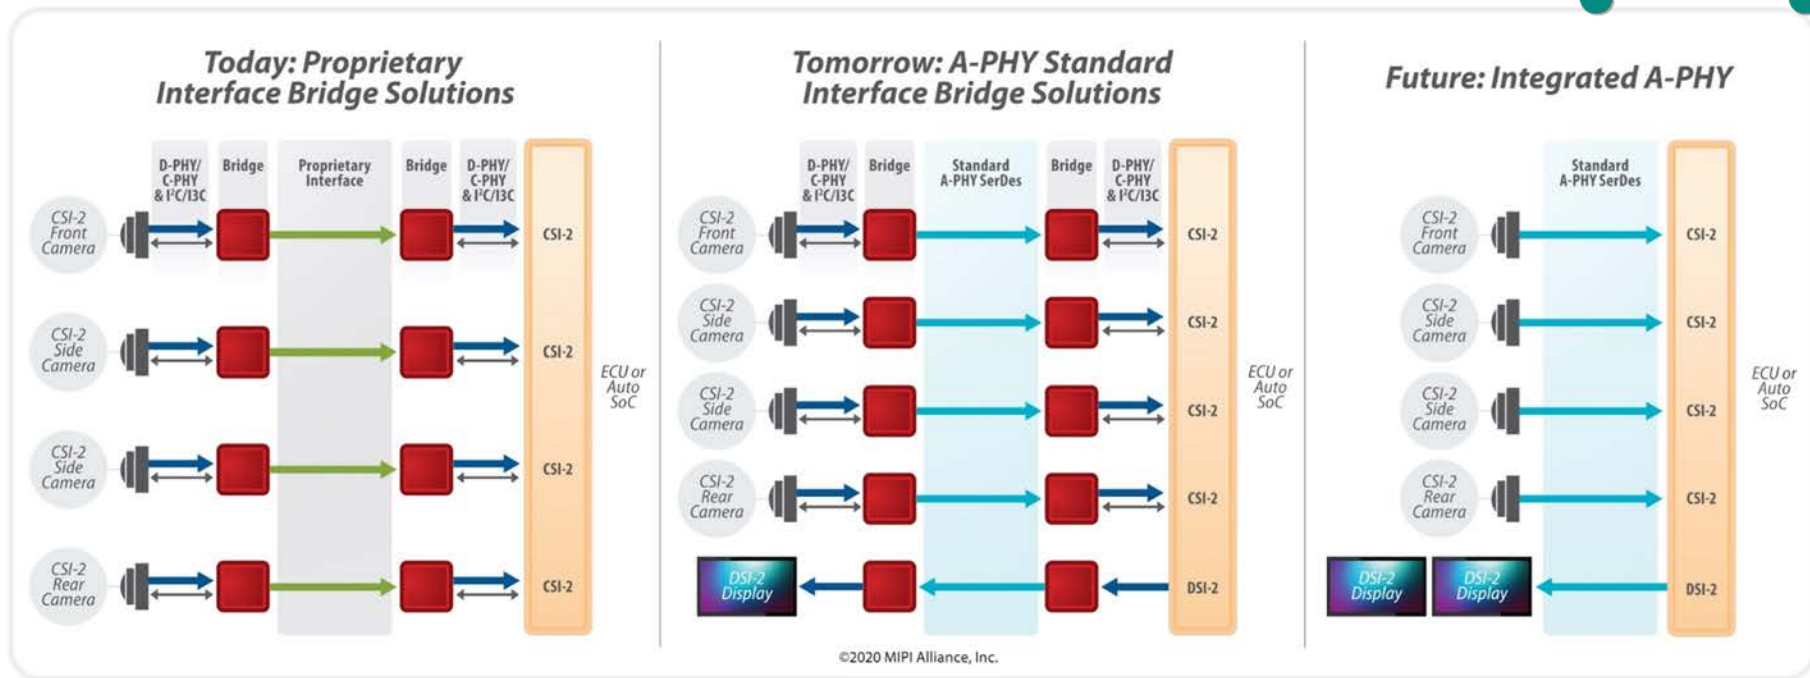 Today: Proprietary
Interface Bridge Solutions
D-PHY/
C-PHY
& I²C/I3C
Bridge
Proprietary
Interface
Bridge
D-PHY/
C-PHY
& I²C/I3C
CSI-2
Front
Camera
CSI-2
CSI-2
Side
Camera
CSI-2
ECU or
Auto
SoC
CSI-2
Side
Camera
CSI-2
CSI-2
Rear
Camera
CSI-2
Tomorrow: A-PHY Standard
Interface Bridge Solutions
D-PHY/
C-PHY
& I²C/I3C
Bridge
Standard
A-PHY SerDes
Bridge
D-PHY/
C-PHY
& I²C/I3C
CSI-2
Front
Camera
CSI-2
CSI-2
Side
Camera
CSI-2
ECU or
Auto
SoC
CSI-2
Side
Camera
CSI-2
CSI-2
Rear
Camera
CSI-2
DSI-2
Display
DSI-2
Future: Integrated A-PHY
Standard
A-PHY SerDes
CSI-2
Front
Camera
CSI-2
CSI-2
Side
Camera
CSI-2
ECU or
Auto
SoC
CSI-2
Side
Camera
CSI-2
CSI-2
Rear
Camera
CSI-2
DSI-2
Display
DSI-2
Display
DSI-2
©2020 MIPI Alliance, Inc.